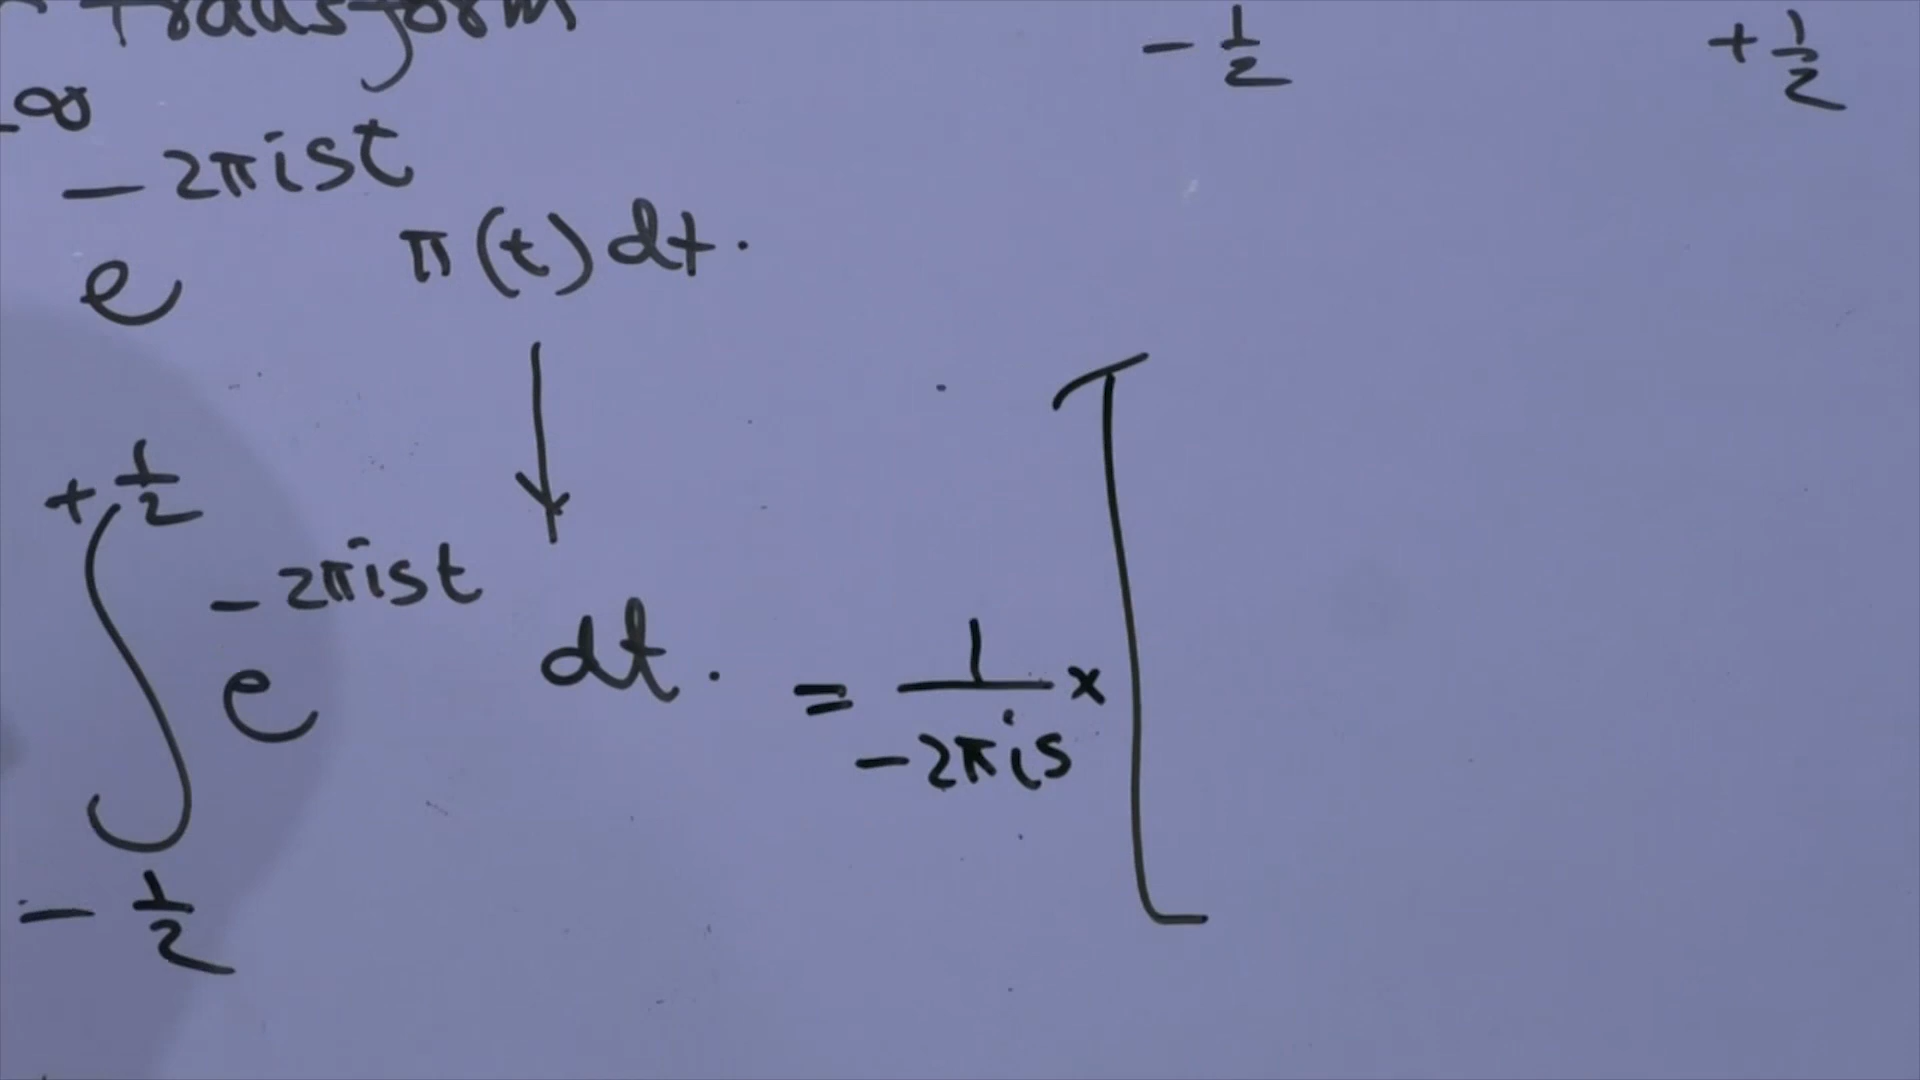 Transform
- 1/2 + 1/2
∞
e^{-2πist} π(t) dt.
∫_{-1/2}^{+1/2} e^{-2πist} dt. = 1/(-2πis) × [